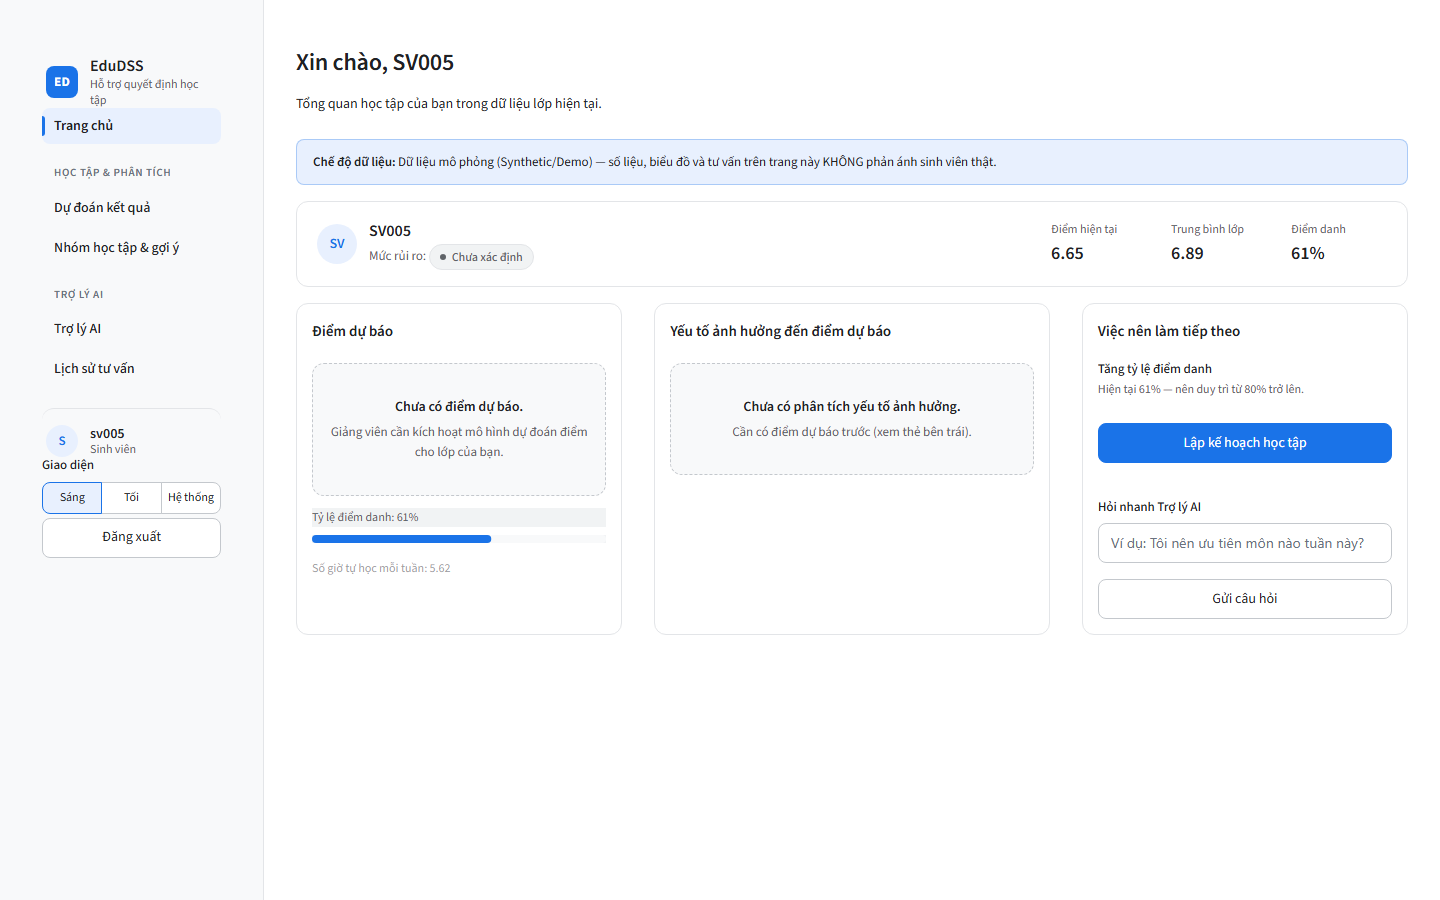 ED
EduDSS
Hỗ trợ quyết định học
tập
Trang chủ
HỌC TẬP & PHÂN TÍCH
Dự đoán kết quả
Nhóm học tập & gợi ý
TRỢ LÝ AI
Trợ lý AI
Lịch sử tư vấn
S
sv005
Sinh viên
Giao diện
Sáng
Tối
Hệ thống
Đăng xuất
Xin chào, SV005
Tổng quan học tập của bạn trong dữ liệu lớp hiện tại.
Chế độ dữ liệu: Dữ liệu mô phỏng (Synthetic/Demo) — số liệu, biểu đồ và tư vấn trên trang này KHÔNG phản ánh sinh viên thật.
SV
SV005
Mức rủi ro: Chưa xác định
Điểm hiện tại
6.65
Trung bình lớp
6.89
Điểm danh
61%
Điểm dự báo
Chưa có điểm dự báo.
Giảng viên cần kích hoạt mô hình dự đoán điểm
cho lớp của bạn.
Tỷ lệ điểm danh: 61%
Số giờ tự học mỗi tuần: 5.62
Yếu tố ảnh hưởng đến điểm dự báo
Chưa có phân tích yếu tố ảnh hưởng.
Cần có điểm dự báo trước (xem thẻ bên trái).
Việc nên làm tiếp theo
Tăng tỷ lệ điểm danh
Hiện tại 61% — nên duy trì từ 80% trở lên.
Lập kế hoạch học tập
Hỏi nhanh Trợ lý AI
Ví dụ: Tôi nên ưu tiên môn nào tuần này?
Gửi câu hỏi